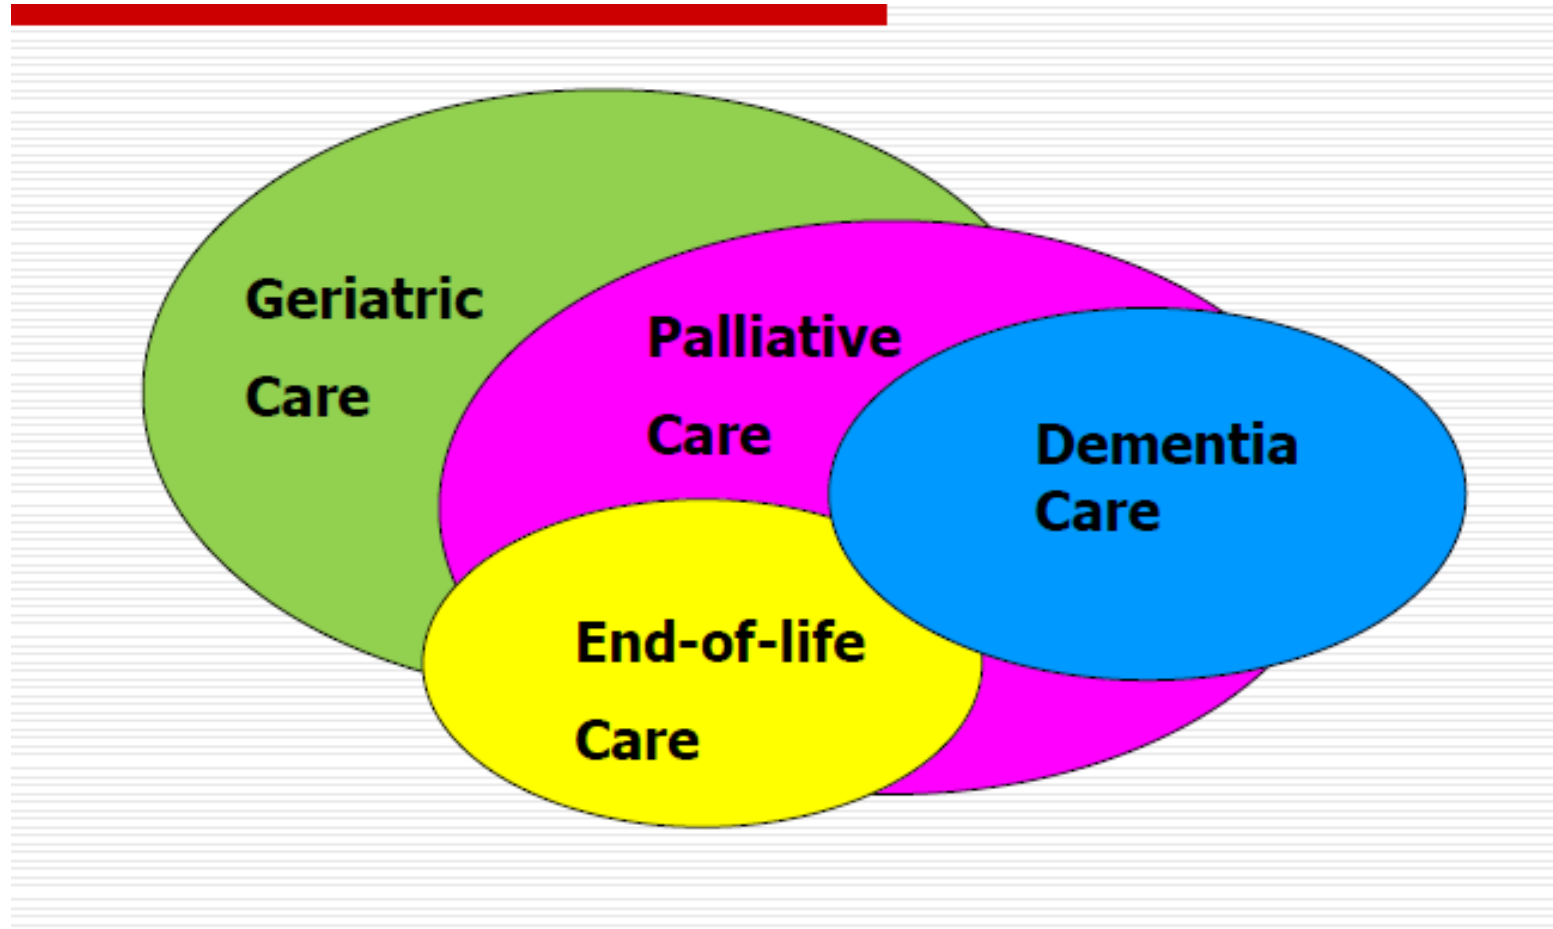 Geriatric
Care
Palliative
Care
Dementia
Care
End-of-life
Care